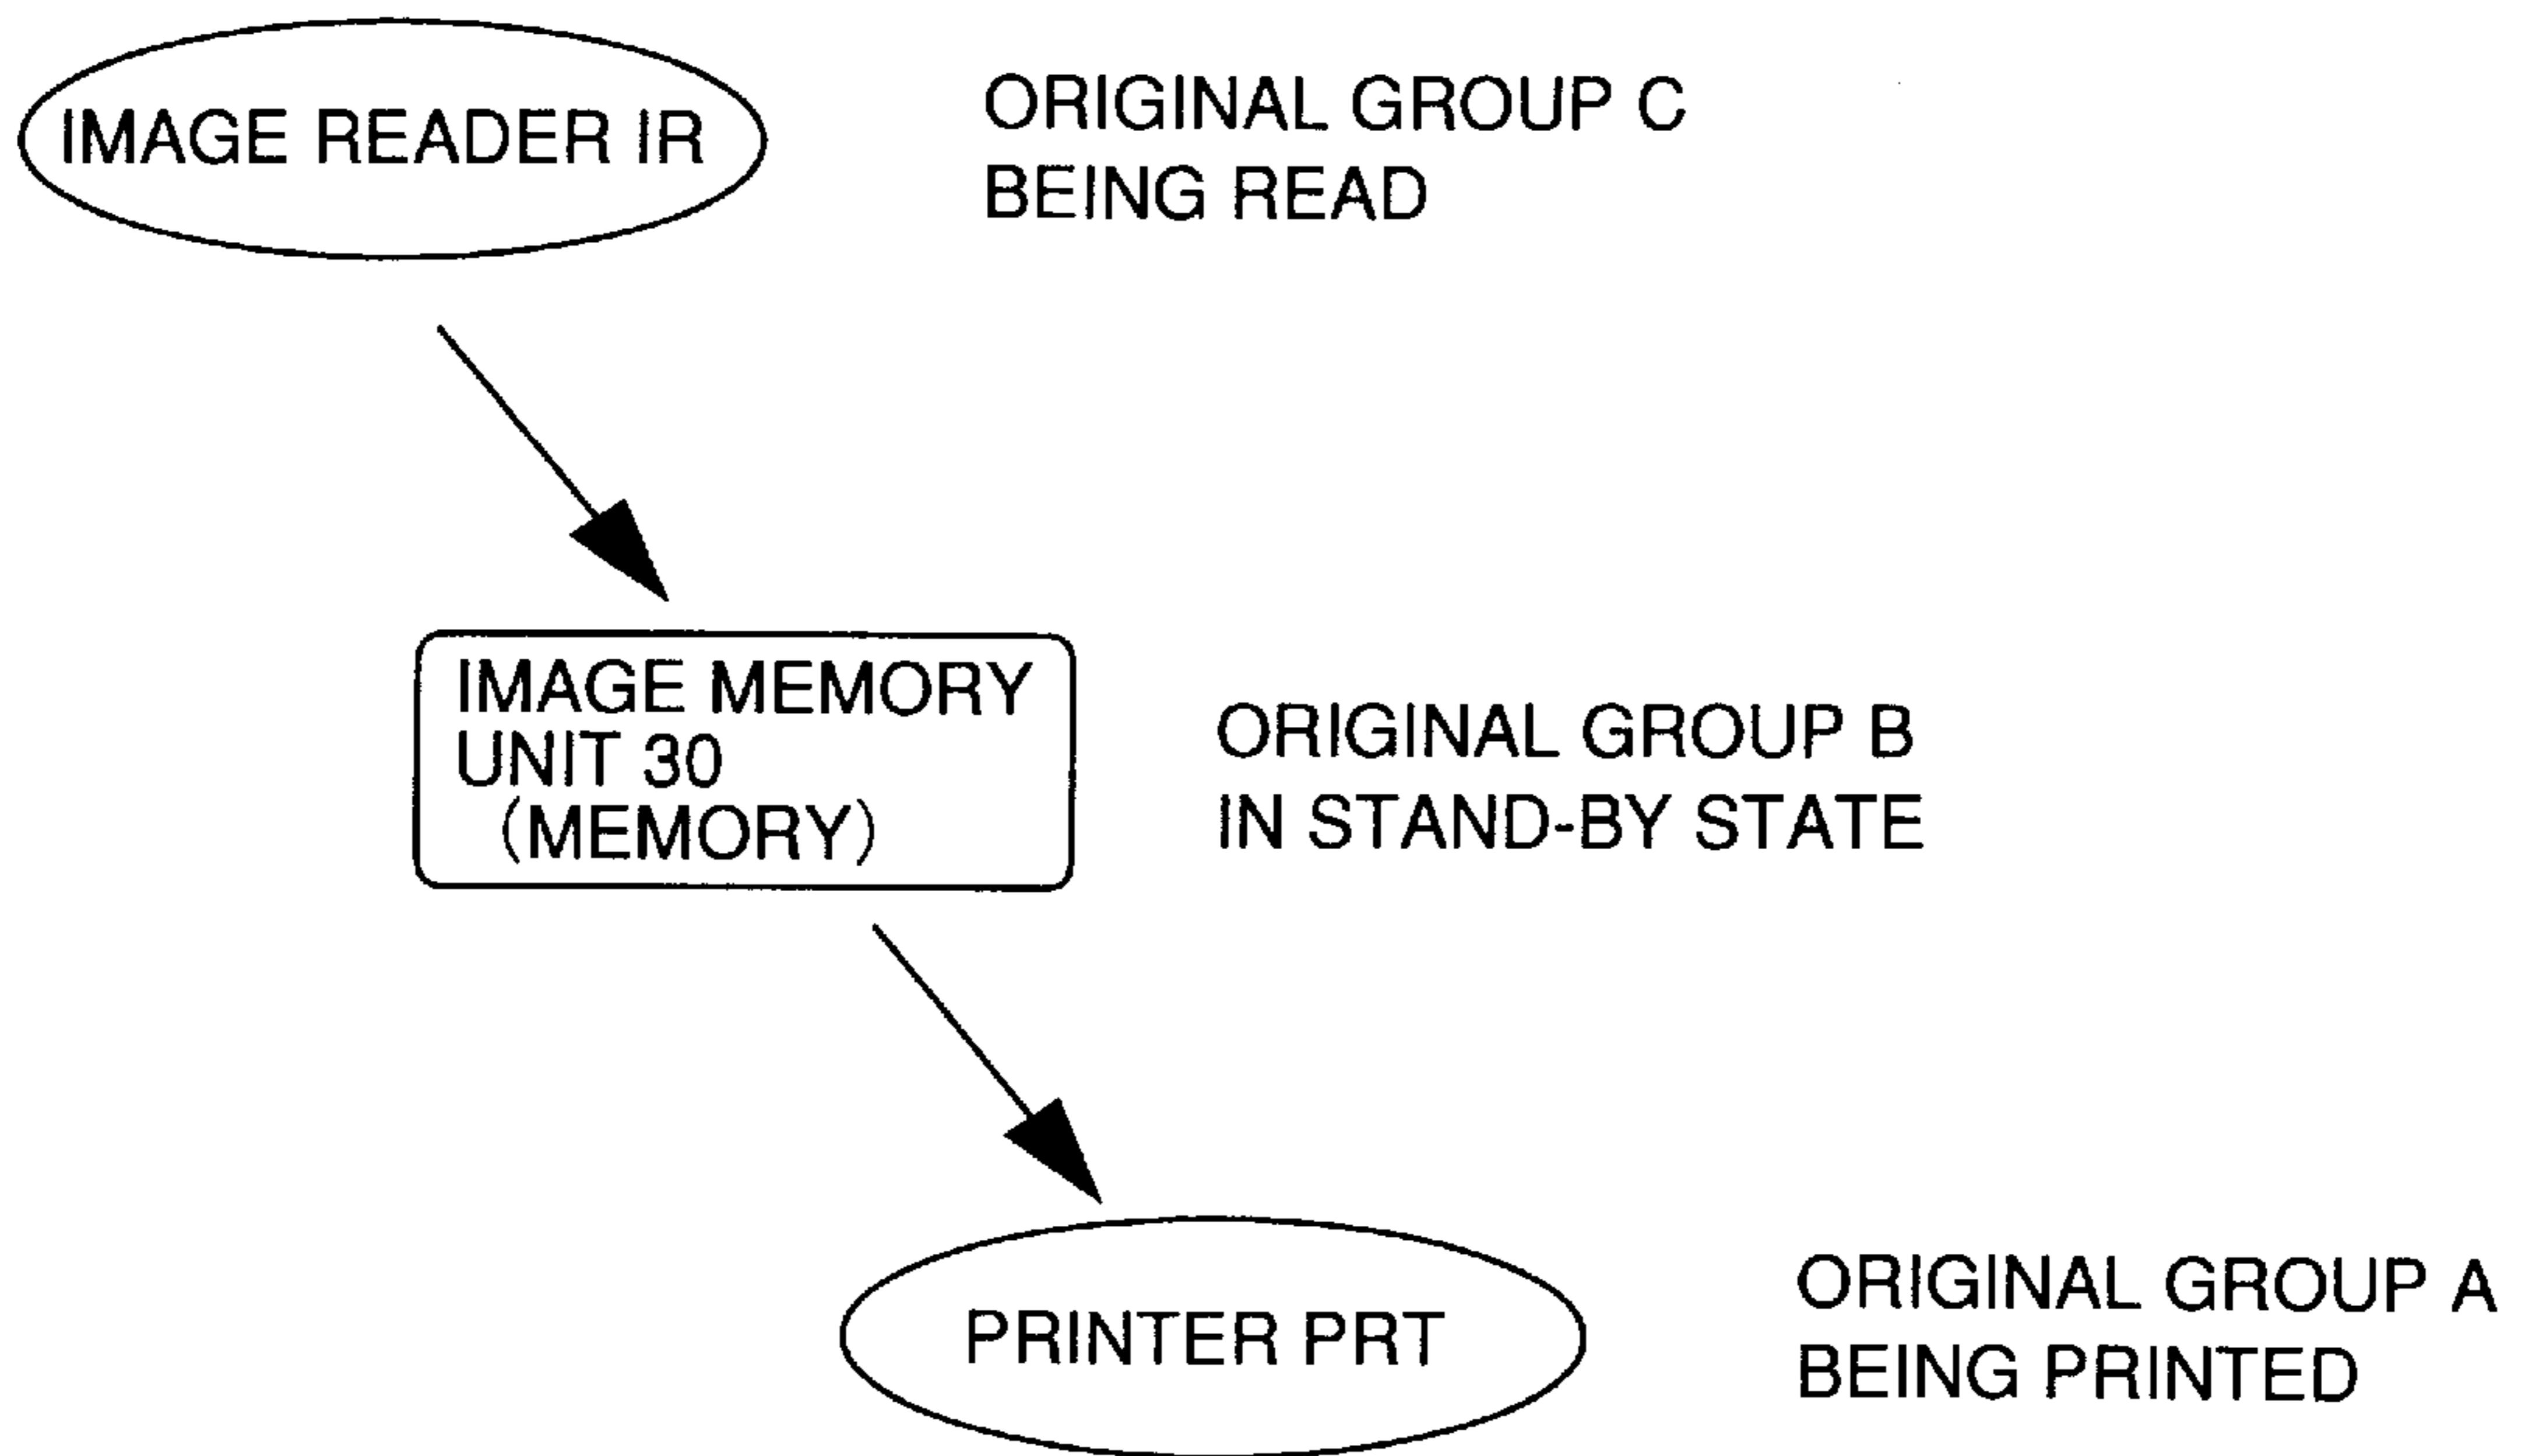 IMAGE READER IR
ORIGINAL GROUP C
BEING READ
IMAGE MEMORY
UNIT 30
(MEMORY)
ORIGINAL GROUP B
IN STAND-BY STATE
PRINTER PRT
ORIGINAL GROUP A
BEING PRINTED